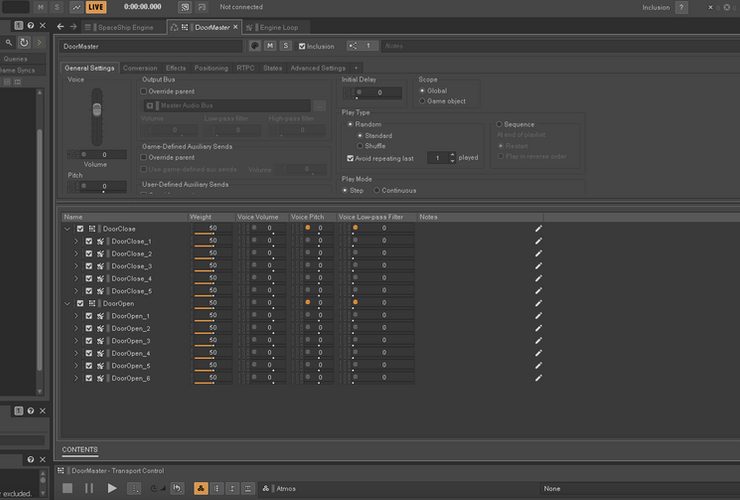 M S LIVE 0:00:00.000 Not connected Inclusion ?
SpaceShip Engine DoorMaster Engine Loop
DoorMaster M S Inclusion 1 Notes
Queries
Game Syncs
General Settings Conversion Effects Positioning RTPC States Advanced Settings +
Voice
0
Volume
Pitch
0
Output Bus
Override parent
Master Audio Bus
Volume Low-pass filter High-pass filter
0 0 0
Game-Defined Auxiliary Sends
Override parent
Use game-defined aux sends Volume 0
User-Defined Auxiliary Sends
Initial Delay
0
Scope
Global
Game object
Play Type
Random
Standard
Shuffle
Avoid repeating last 1 played
Sequence
At end of playlist
Restart
Play in reverse order
Play Mode
Step Continuous
Name Weight Voice Volume Voice Pitch Voice Low-pass Filter Notes
DoorClose 50 0 0 0
DoorClose_1 50 0 0 0
DoorClose_2 50 0 0 0
DoorClose_3 50 0 0 0
DoorClose_4 50 0 0 0
DoorClose_5 50 0 0 0
DoorOpen 50 0 0 0
DoorOpen_1 50 0 0 0
DoorOpen_2 50 0 0 0
DoorOpen_3 50 0 0 0
DoorOpen_4 50 0 0 0
DoorOpen_5 50 0 0 0
DoorOpen_6 50 0 0 0
CONTENTS
excluded.
DoorMaster - Transport Control
Atmos None